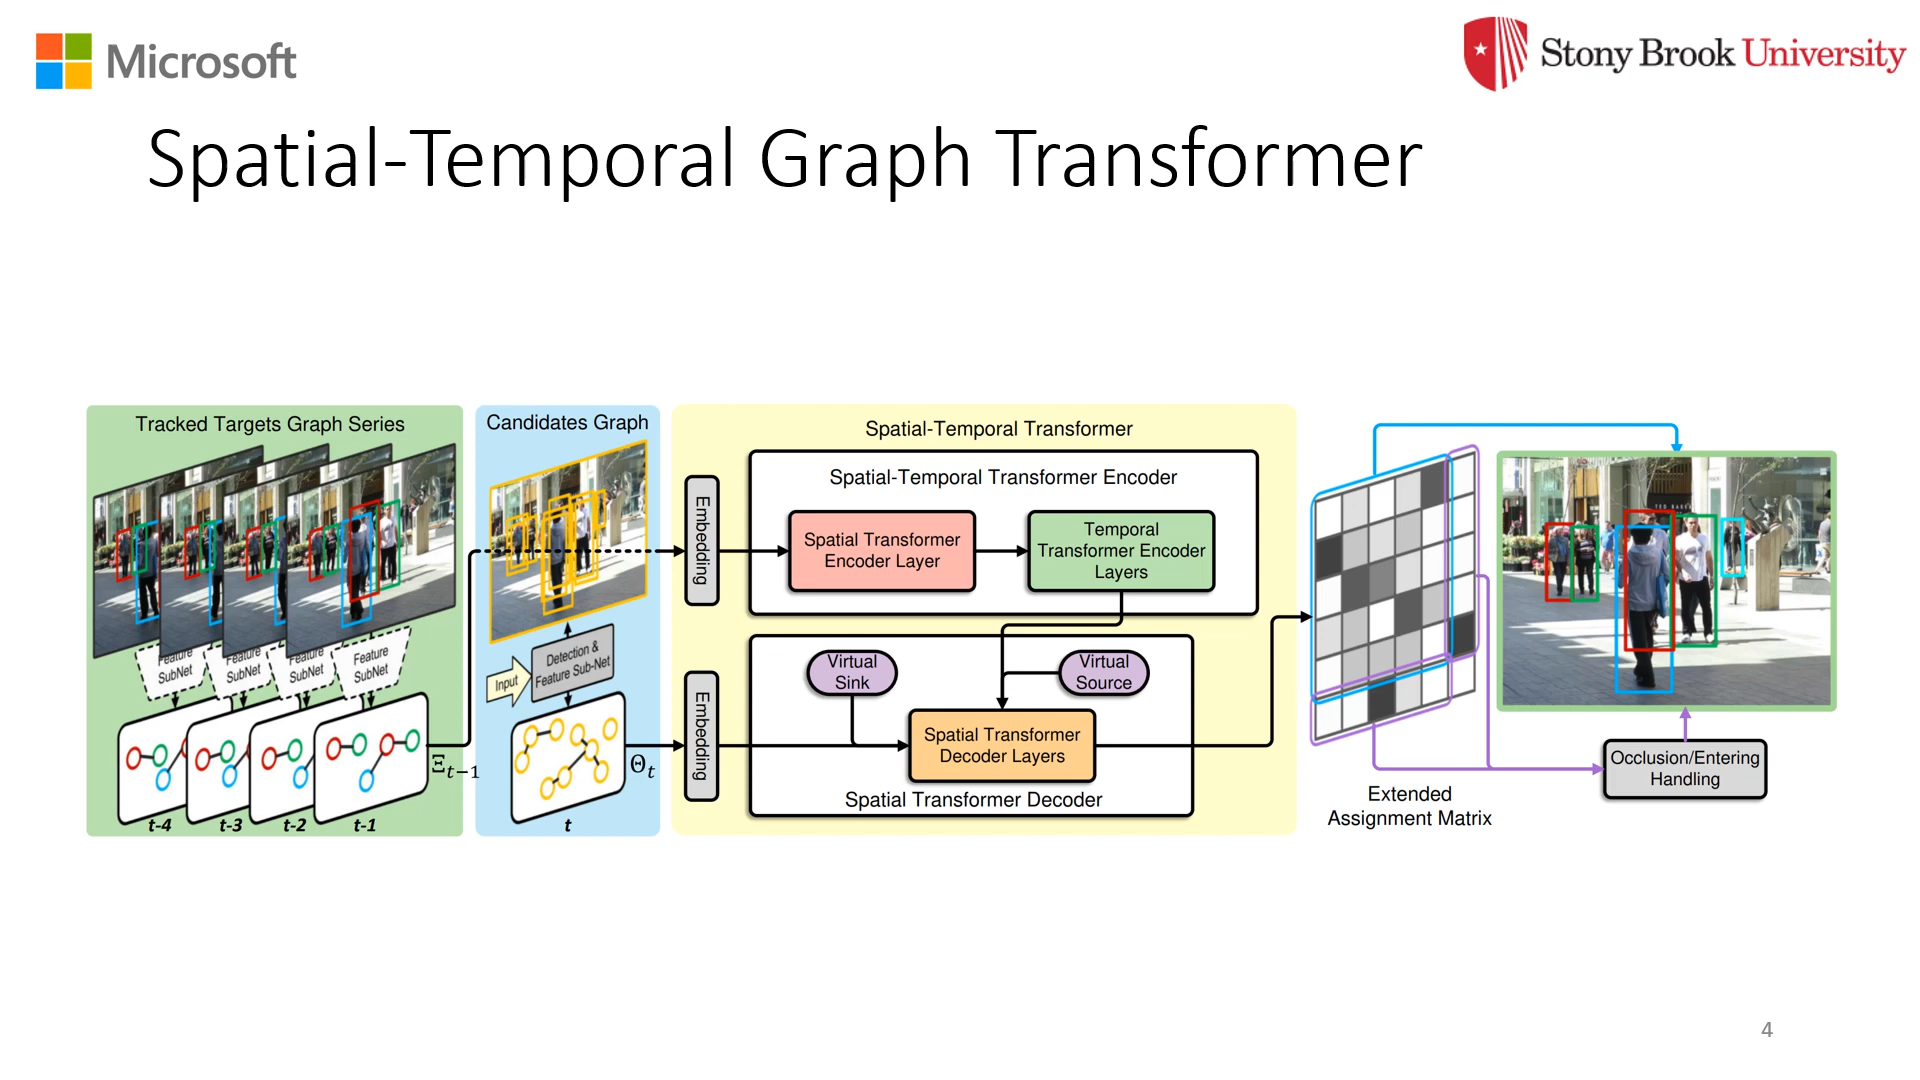 Microsoft
Stony Brook University
Spatial-Temporal Graph Transformer
Tracked Targets Graph Series
Feature
SubNet
Feature
SubNet
Feature
SubNet
Feature
SubNet
t-4
t-3
t-2
t-1
Ξt−1
Candidates Graph
Input
Detection &
Feature Sub-Net
Θt
t
Spatial-Temporal Transformer
Embedding
Spatial-Temporal Transformer Encoder
Spatial Transformer
Encoder Layer
Temporal
Transformer Encoder
Layers
Embedding
Virtual
Sink
Virtual
Source
Spatial Transformer
Decoder Layers
Spatial Transformer Decoder
Extended
Assignment Matrix
Occlusion/Entering
Handling
4